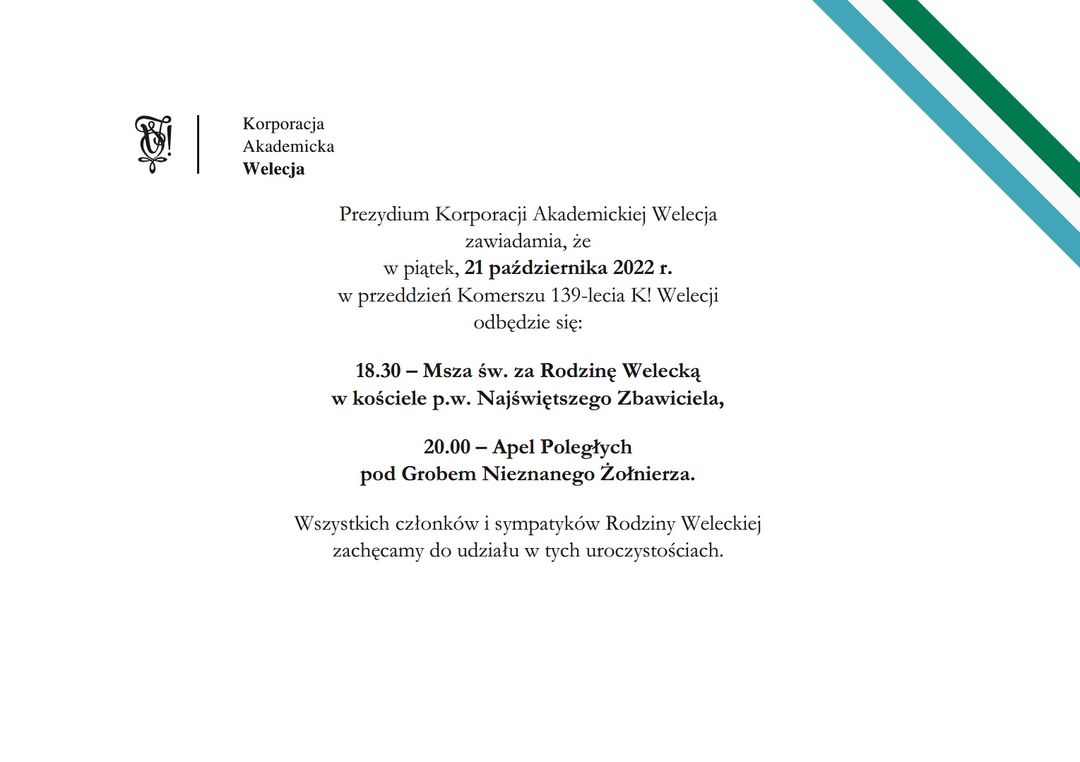 Korporacja
Akademicka
Welecja
Prezydium Korporacji Akademickiej Welecja
zawiadamia, że
w piątek, 21 października 2022 r.
w przeddzień Komerszu 139-lecia K! Welecji
odbędzie się:
18.30 – Msza św. za Rodzinę Welecką
w kościele p.w. Najświętszego Zbawiciela,
20.00 – Apel Poległych
pod Grobem Nieznanego Żołnierza.
Wszystkich członków i sympatyków Rodziny Weleckiej
zachęcamy do udziału w tych uroczystościach.